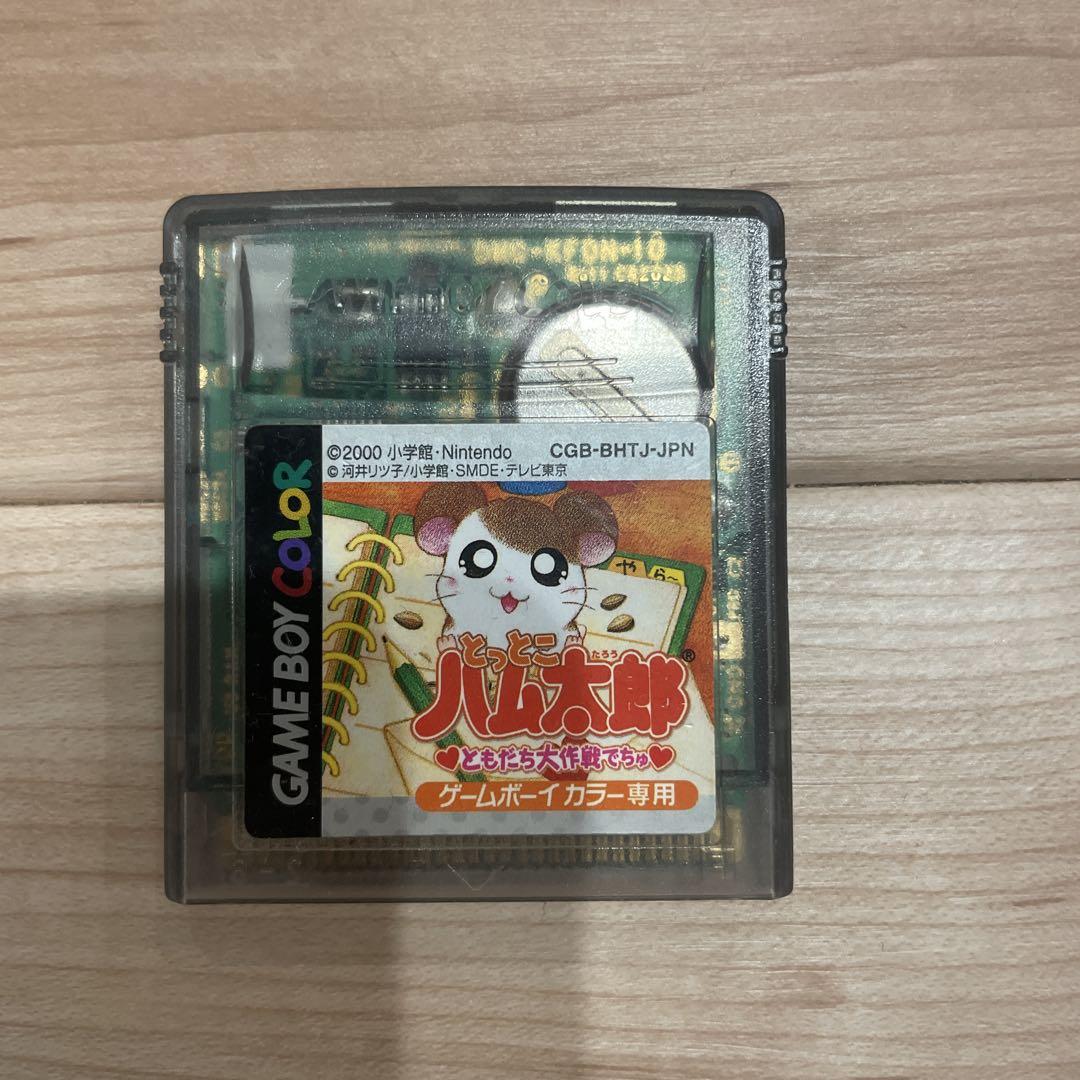 ©2000 小学館・Nintendo CGB-BHTJ-JPN
© 河井リツ子/小学館・SMDE・テレビ東京
GAME BOY COLOR
や ら～
とっとこ
たろう
ハム太郎®
♥ともだち大作戦でちゅ♥
ゲームボーイカラー専用